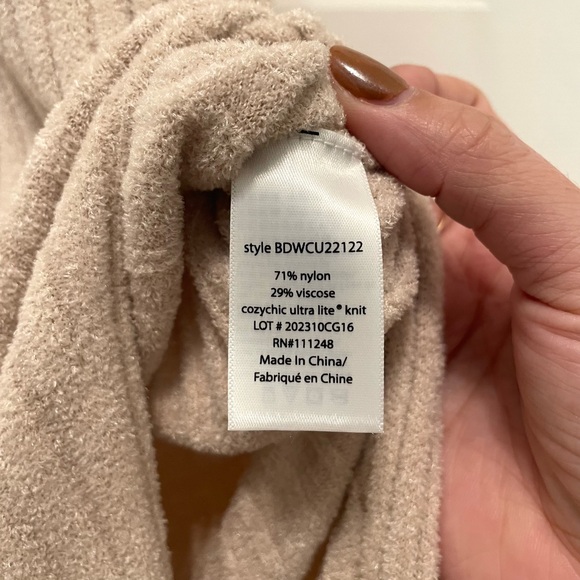 style BDWCU22122
71% nylon
29% viscose
cozychic ultra lite® knit
LOT # 202310CG16
RN#111248
Made In China/
Fabriqué en Chine